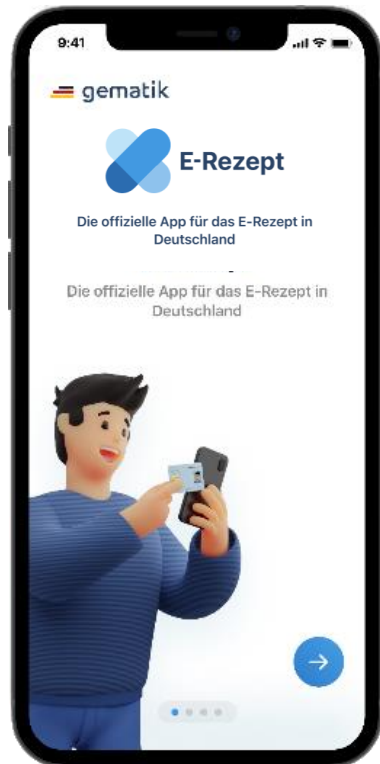 9:41
gematik
E-Rezept
Die offizielle App für das E-Rezept in
Deutschland
Die offizielle App für das E-Rezept in
Deutschland